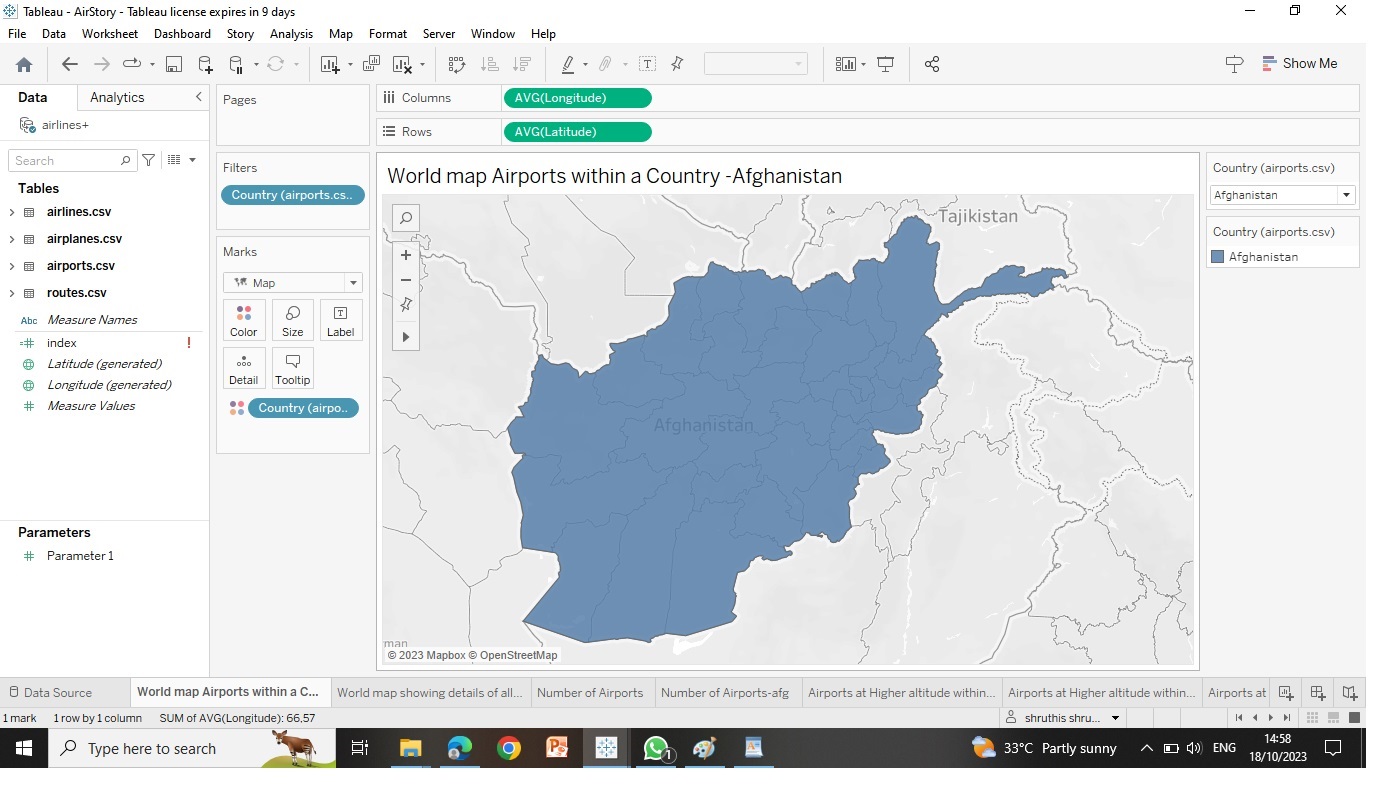 Tableau - AirStory - Tableau license expires in 9 days
File Data Worksheet Dashboard Story Analysis Map Format Server Window Help
Show Me
Data Analytics
airlines+
Search
Tables
airlines.csv
airplanes.csv
airports.csv
routes.csv
Abc Measure Names
index
Latitude (generated)
Longitude (generated)
Measure Values
Parameters
Parameter 1
Pages
Filters
Country (airports.cs..
Marks
Map
Color Size Label
Detail Tooltip
Country (airpo..
Columns AVG(Longitude)
Rows AVG(Latitude)
World map Airports within a Country -Afghanistan
Tajikistan
Afghanistan
man
© 2023 Mapbox © OpenStreetMap
Country (airports.csv)
Afghanistan
Country (airports.csv)
Afghanistan
Data Source World map Airports within a C... World map showing details of all... Number of Airports Number of Airports-afg Airports at Higher altitude within... Airports at Higher altitude within... Airports at
1 mark 1 row by 1 column SUM of AVG(Longitude): 66,57 shruthis shru...
Type here to search 1 33°C Partly sunny ENG 14:58
18/10/2023